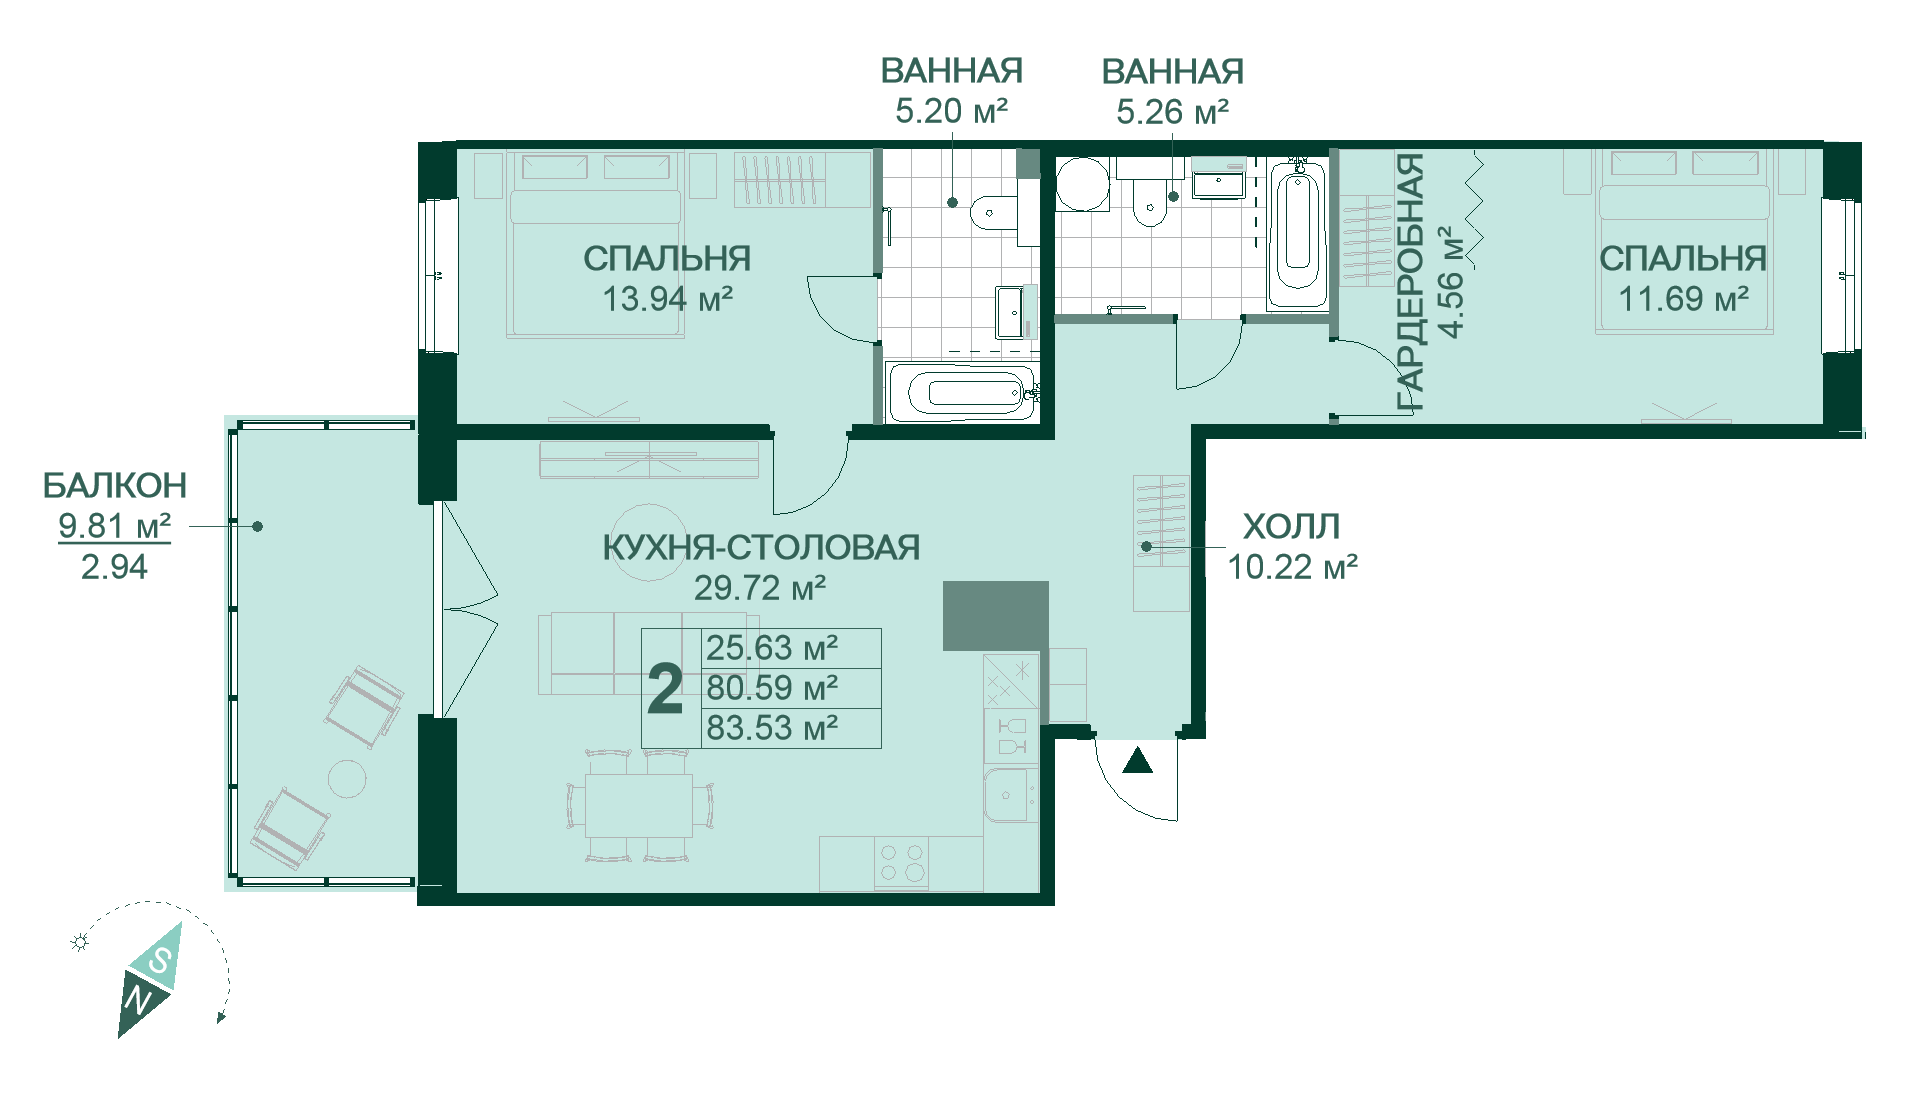 ВАННАЯ
5.20 м²
ВАННАЯ
5.26 м²
СПАЛЬНЯ
13.94 м²
ГАРДЕРОБНАЯ
4.56 м²
СПАЛЬНЯ
11.69 м²
БАЛКОН
9.81 м²
2.94
КУХНЯ-СТОЛОВАЯ
29.72 м²
ХОЛЛ
10.22 м²
2
25.63 м²
80.59 м²
83.53 м²
S
N